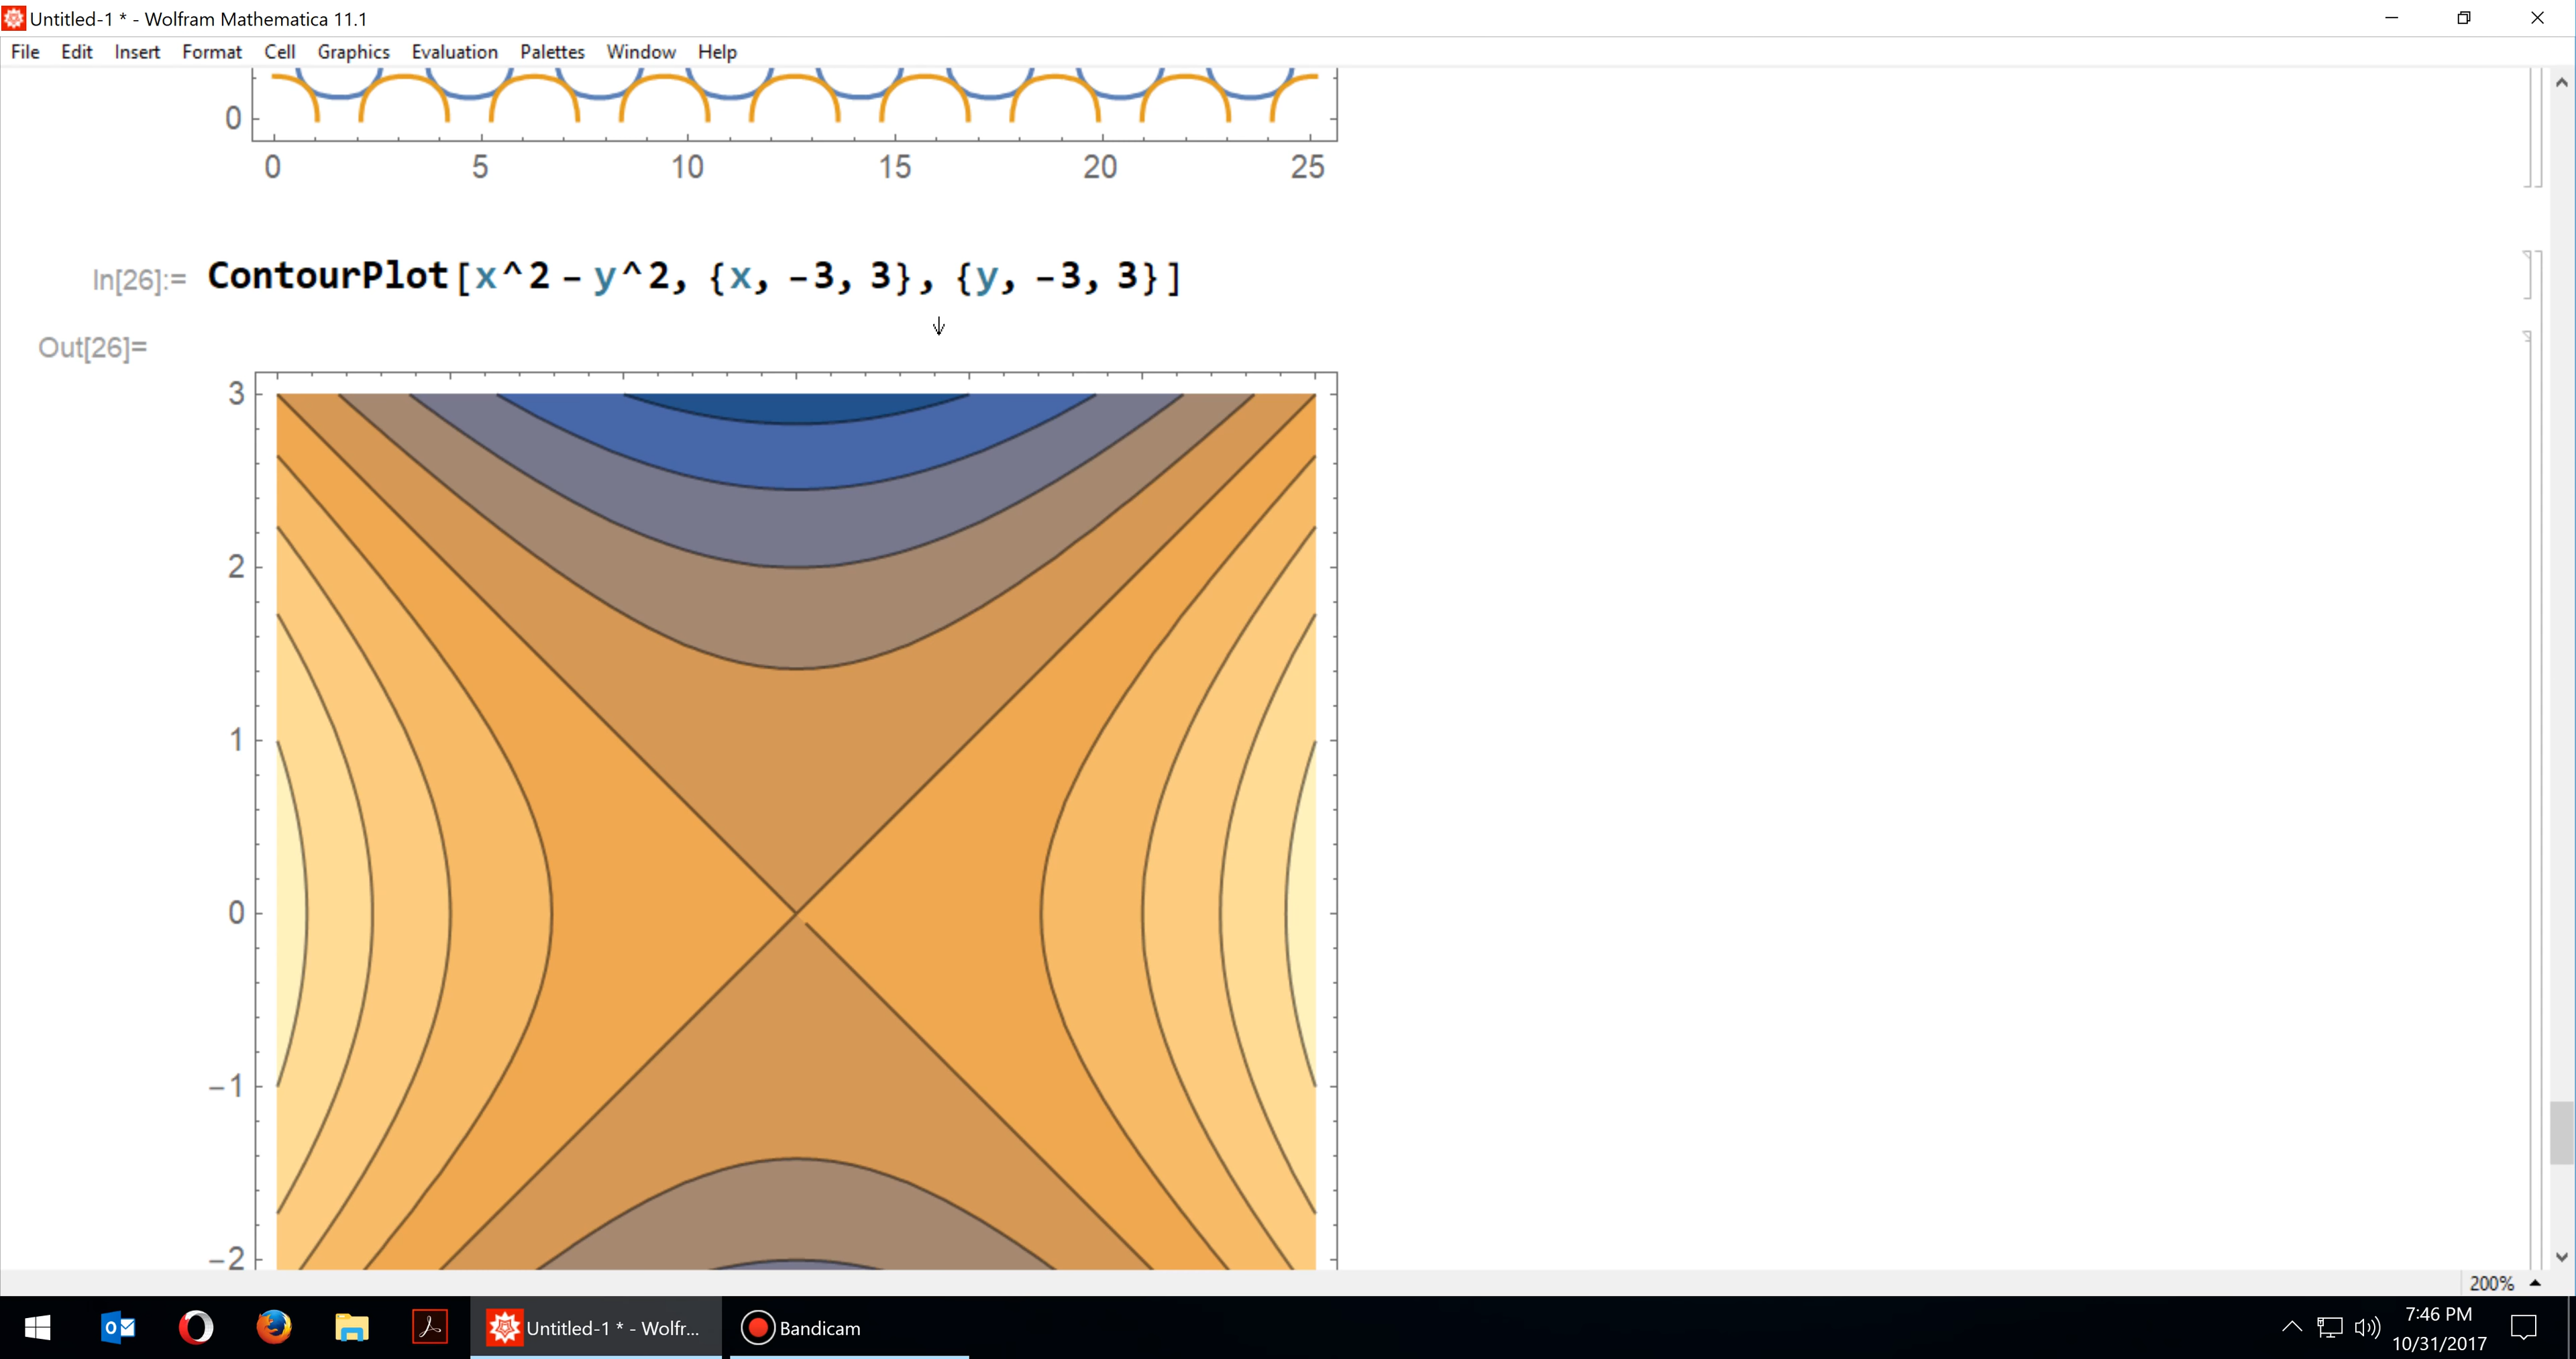 Untitled-1 * - Wolfram Mathematica 11.1
File Edit Insert Format Cell Graphics Evaluation Palettes Window Help
0
0 5 10 15 20 25
In[26]:= ContourPlot[x^2 - y^2, {x, -3, 3}, {y, -3, 3}]
Out[26]=
3
2
1
0
-1
-2
200%
Untitled-1 * - Wolfr... Bandicam
7:46 PM
10/31/2017